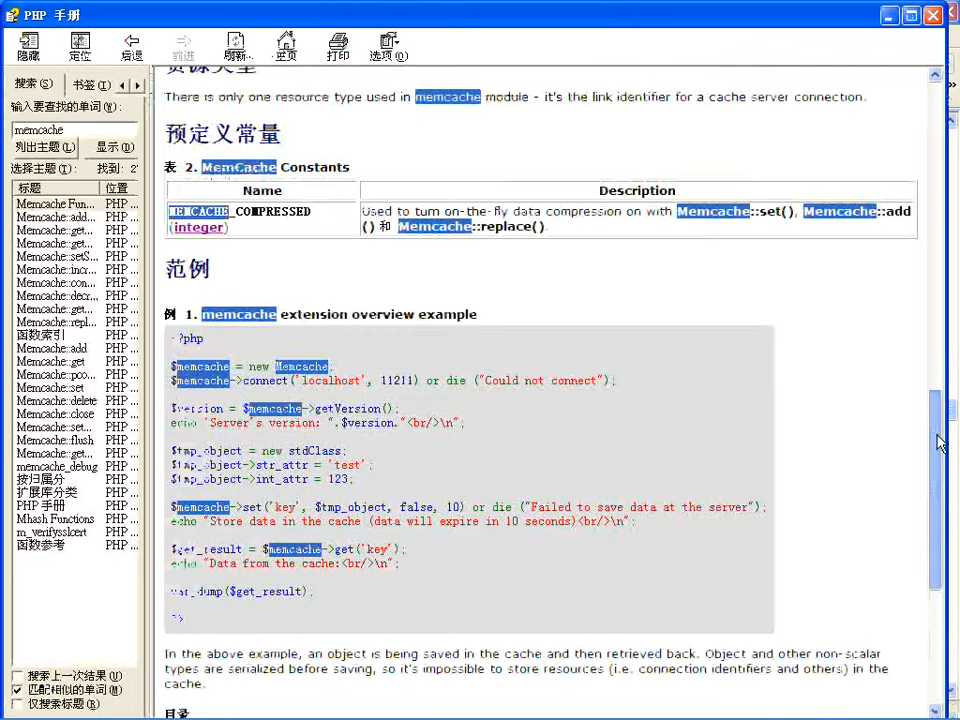 PHP 手册
隐藏 定位 后退 前进 刷新.. 主页 打印 选项(O)
搜索(S) 书签(I)
输入要查找的单词(W):
memcache
列出主题(L) 显示(D)
选择主题(T): 找到: 2
标题 位置
Memcache Fun... PHP ...
Memcache::add... PHP ...
Memcache::get... PHP ...
Memcache::get... PHP ...
Memcache::setS... PHP ...
Memcache::incr... PHP ...
Memcache::con... PHP ...
Memcache::decr... PHP ...
Memcache::get... PHP ...
Memcache::repl... PHP ...
函数索引 PHP ...
Memcache::add PHP ...
Memcache::get PHP ...
Memcache::pco... PHP ...
Memcache::set PHP ...
Memcache::delete PHP ...
Memcache::close PHP ...
Memcache::set... PHP ...
Memcache::flush PHP ...
Memcache::get... PHP ...
memcache_debug PHP ...
按归属分 PHP ...
扩展库分类 PHP ...
PHP 手册 PHP ...
Mhash Functions PHP ...
m_verifysslcert PHP ...
函数参考 PHP ...
搜索上一次结果(U)
匹配相似的单词(M)
仅搜索标题(R)
资源类型
There is only one resource type used in memcache module - it's the link identifier for a cache server connection.
预定义常量
表 2. MemCache Constants
Name Description
MEMCACHE_COMPRESSED (integer) Used to turn on-the-fly data compression on with Memcache::set(), Memcache::add
() 和 Memcache::replace().
范例
例 1. memcache extension overview example
?php
$memcache = new Memcache;
$memcache->connect('localhost', 11211) or die ("Could not connect");
$version = $memcache->getVersion();
echo "Server's version: ".$version."<br/>\n";
$tmp_object = new stdClass;
$tmp_object->str_attr = 'test';
$tmp_object->int_attr = 123;
$memcache->set('key', $tmp_object, false, 10) or die ("Failed to save data at the server");
echo "Store data in the cache (data will expire in 10 seconds)<br/>\n";
$get_result = $memcache->get('key');
echo "Data from the cache:<br/>\n";
var_dump($get_result);
?>
In the above example, an object is being saved in the cache and then retrieved back. Object and other non-scalar
types are serialized before saving, so it's impossible to store resources (i.e. connection identifiers and others) in the
cache.
目录